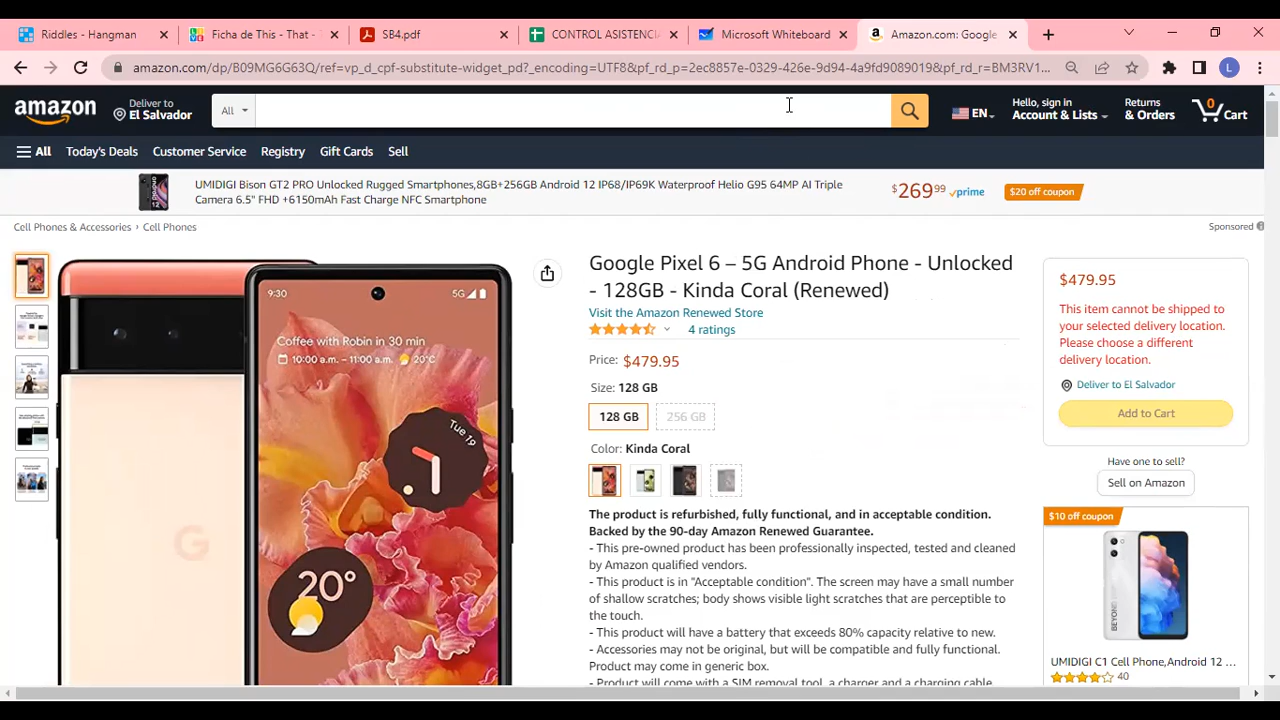 Riddles - Hangman
Ficha de This - That -
SB4.pdf
CONTROL ASISTENCIA
Microsoft Whiteboard
Amazon.com: Google
amazon.com/dp/B09MG6G63Q/ref=vp_d_cpf-substitute-widget_pd?_encoding=UTF8&pf_rd_p=2ec8857e-0329-426e-9d94-4a9fd9089019&pf_rd_r=BM3RV1...
L
amazon
Deliver to
El Salvador
All
EN
Hello, sign in
Account & Lists
Returns
& Orders
0
Cart
All
Today's Deals
Customer Service
Registry
Gift Cards
Sell
UMIDIGI Bison GT2 PRO Unlocked Rugged Smartphones,8GB+256GB Android 12 IP68/IP69K Waterproof Helio G95 64MP AI Triple
Camera 6.5" FHD +6150mAh Fast Charge NFC Smartphone
$269.99 prime
$20 off coupon
Cell Phones & Accessories › Cell Phones
Sponsored
9:30
5G
Coffee with Robin in 30 min
10:00 a.m. – 11:00 a.m. 20°C
Tue 19
20°
G
Google Pixel 6 – 5G Android Phone - Unlocked
- 128GB - Kinda Coral (Renewed)
Visit the Amazon Renewed Store
4 ratings
Price: $479.95
Size: 128 GB
128 GB
256 GB
Color: Kinda Coral
The product is refurbished, fully functional, and in acceptable condition.
Backed by the 90-day Amazon Renewed Guarantee.
- This pre-owned product has been professionally inspected, tested and cleaned
by Amazon qualified vendors.
- This product is in "Acceptable condition". The screen may have a small number
of shallow scratches; body shows visible light scratches that are perceptible to
the touch.
- This product will have a battery that exceeds 80% capacity relative to new.
- Accessories may not be original, but will be compatible and fully functional.
Product may come in generic box.
- Product will come with a SIM removal tool, a charger and a charging cable.
$479.95
This item cannot be shipped to
your selected delivery location.
Please choose a different
delivery location.
Deliver to El Salvador
Add to Cart
Have one to sell?
Sell on Amazon
$10 off coupon
UMIDIGI C1 Cell Phone,Android 12 ...
40